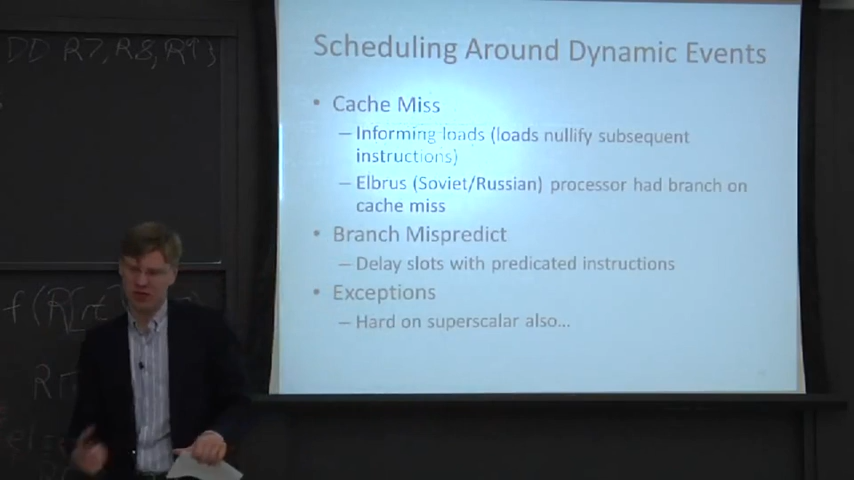 DD R7, R8, R9 }
Scheduling Around Dynamic Events
• Cache Miss
– Informing loads (loads nullify subsequent
instructions)
– Elbrus (Soviet/Russian) processor had branch on
cache miss
• Branch Mispredict
– Delay slots with predicated instructions
• Exceptions
– Hard on superscalar also...